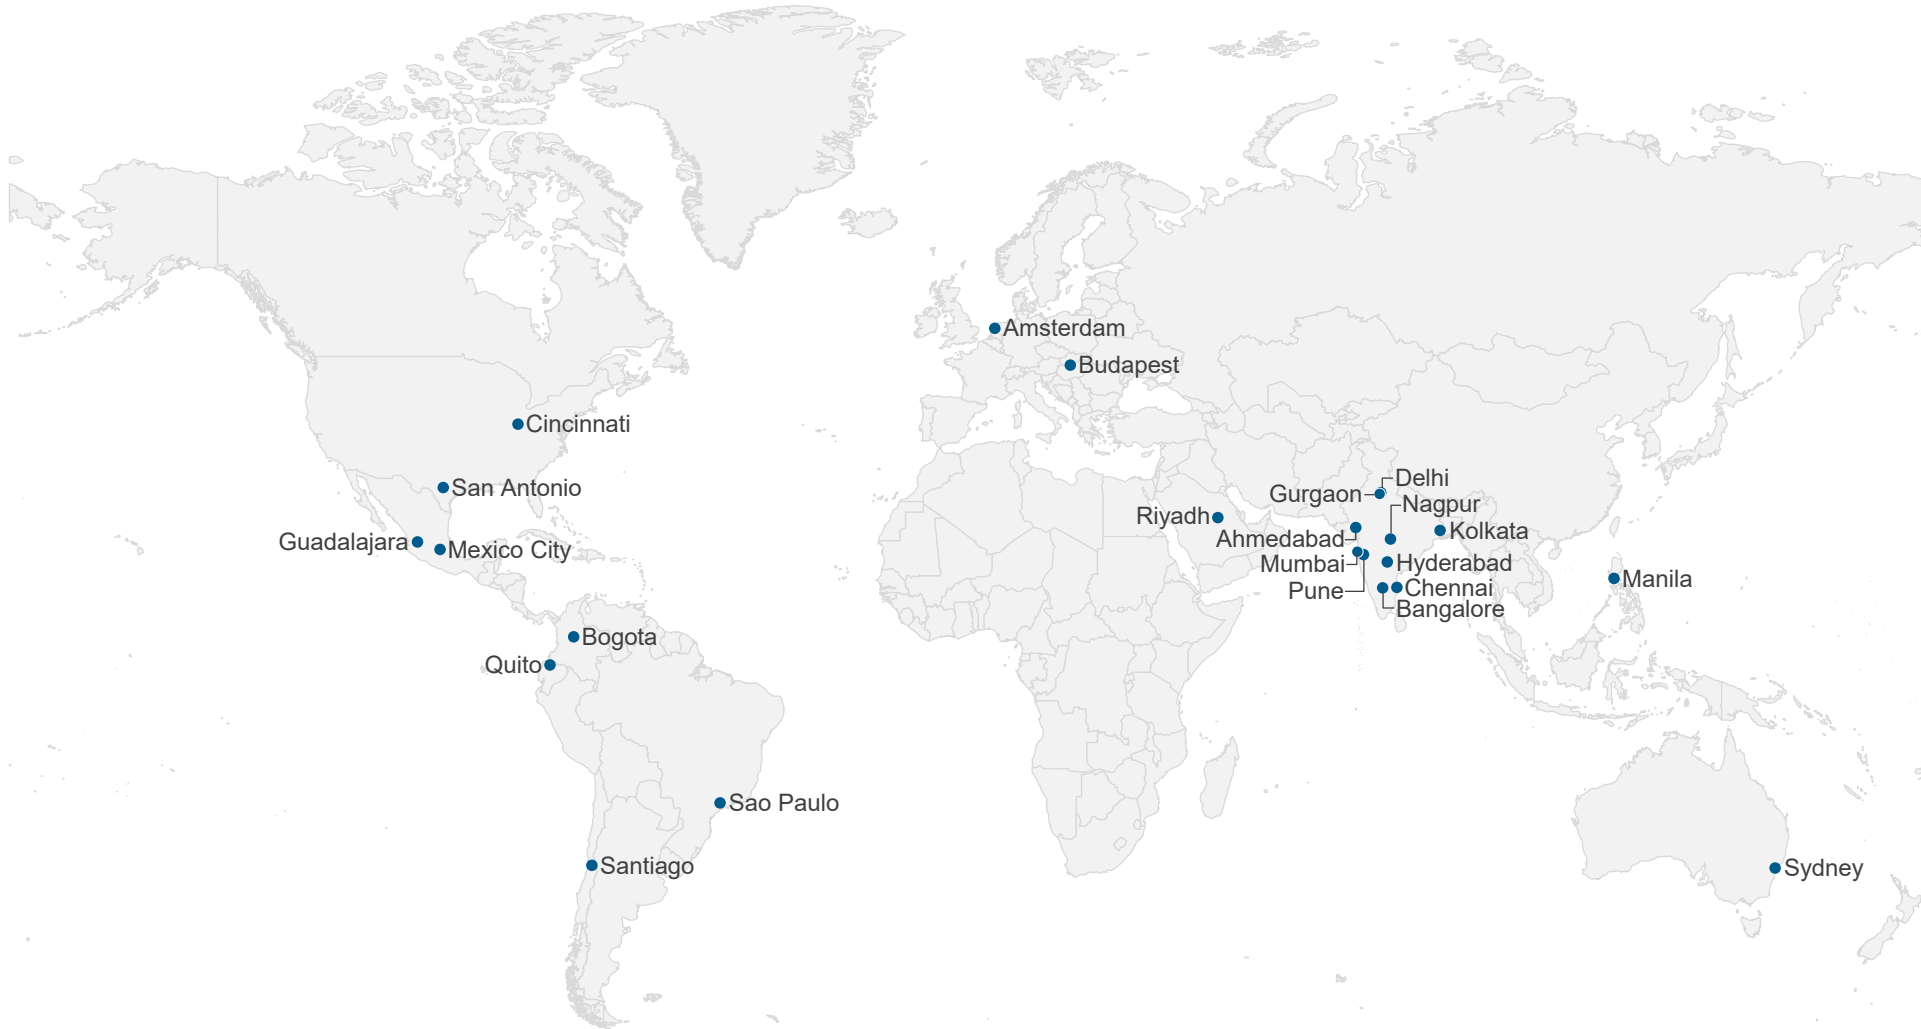 Amsterdam
Budapest
Cincinnati
San Antonio
Delhi
Gurgaon
Nagpur
Riyadh
Kolkata
Ahmedabad
Guadalajara
Mexico City
Mumbai
Hyderabad
Manila
Chennai
Pune
Bangalore
Bogota
Quito
Sao Paulo
Santiago
Sydney